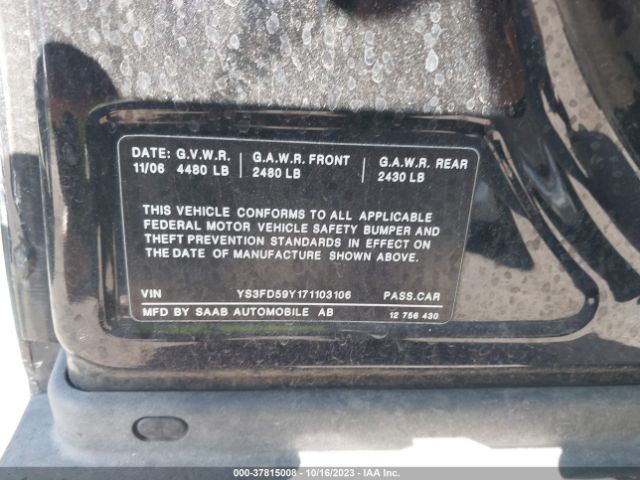 DATE: G.V.W.R. G.A.W.R. FRONT G.A.W.R. REAR
11/06 4480 LB 2480 LB 2430 LB
THIS VEHICLE CONFORMS TO ALL APPLICABLE
FEDERAL MOTOR VEHICLE SAFETY BUMPER AND
THEFT PREVENTION STANDARDS IN EFFECT ON
THE DATE OF MANUFACTURE SHOWN ABOVE.
VIN YS3FD59Y171103106 PASS.CAR
MFD BY SAAB AUTOMOBILE AB 12 756 430
000-37815008 - 10/16/2023 - IAA Inc.